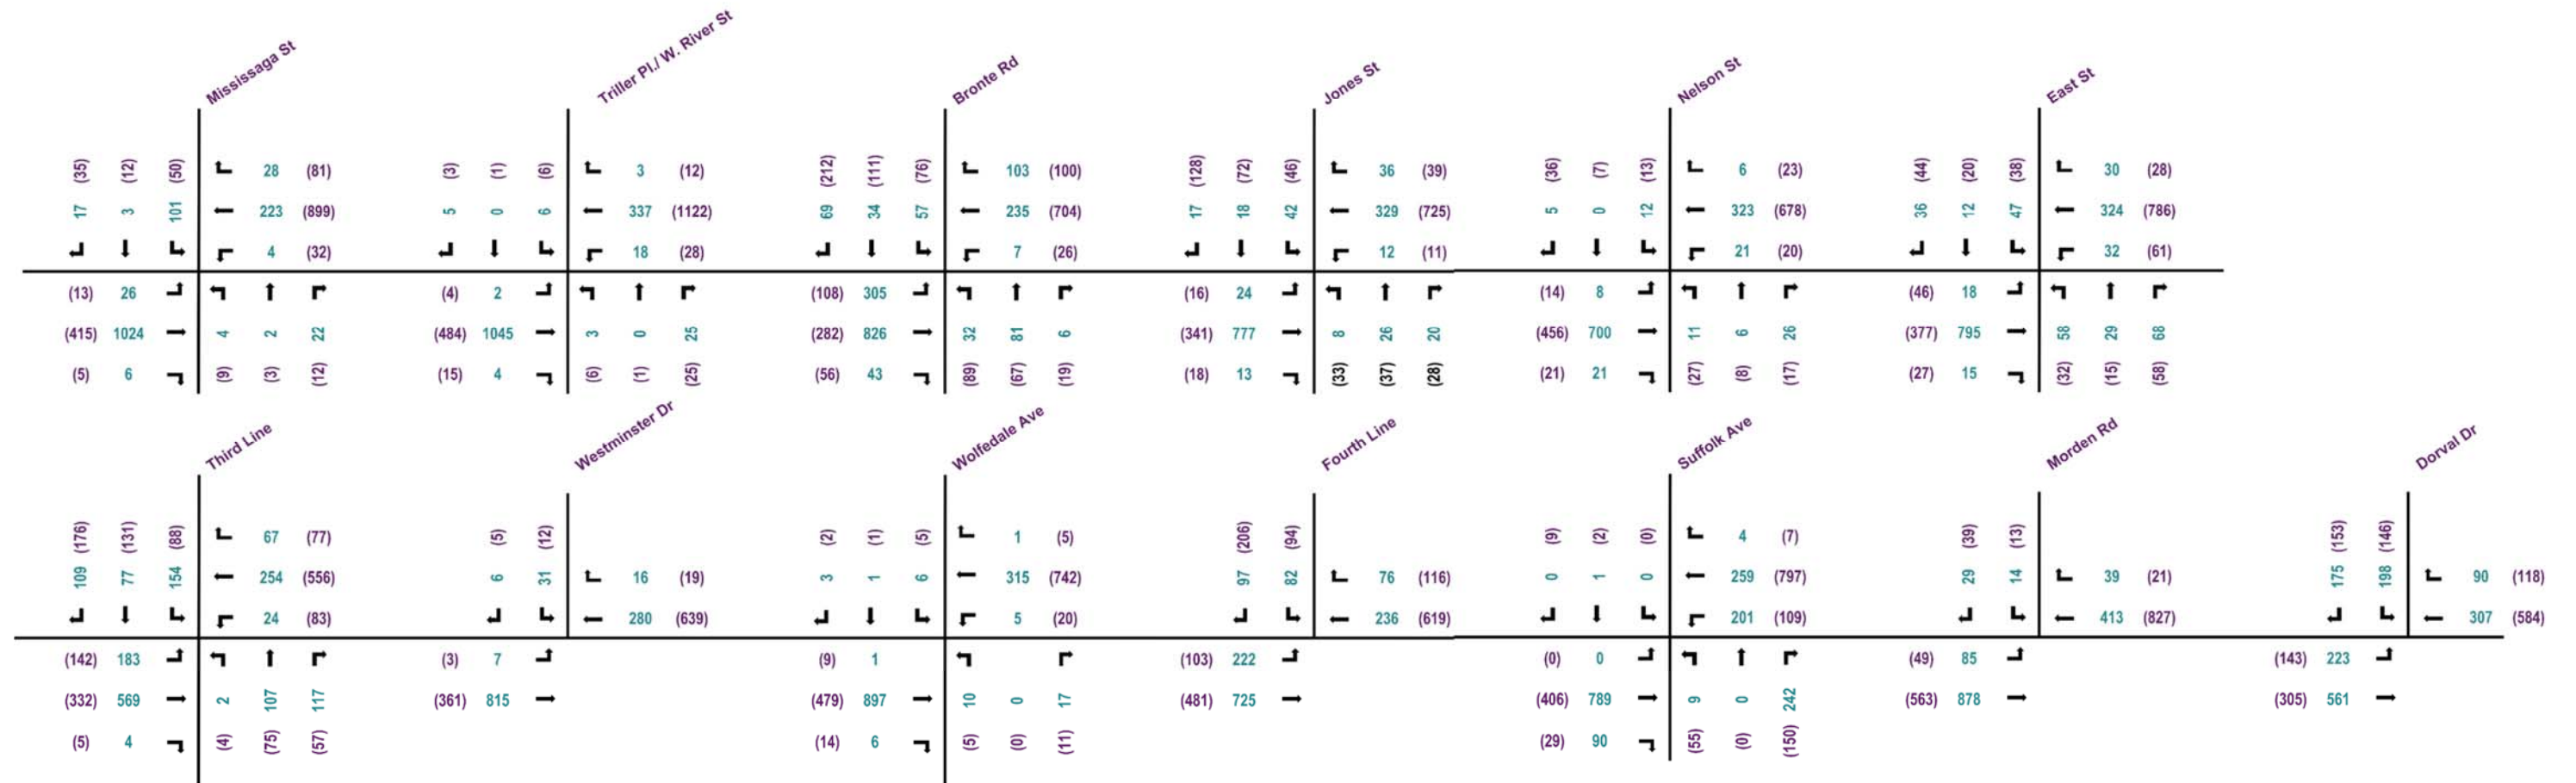 Mississaga St
Triller Pl./ W. River St
Bronte Rd
Jones St
Nelson St
East St
(35) (12) (50) 28 (81) (3) (1) (6) 3 (12) (212) (111) (76) 103 (100) (128) (72) (46) 36 (39) (36) (7) (13) 6 (23) (44) (20) (38) 30 (28)
17 3 101 223 (899) 5 0 6 337 (1122) 69 34 57 235 (704) 17 18 42 329 (725) 5 0 12 323 (678) 36 12 47 324 (786)
4 (32) 18 (28) 7 (26) 12 (11) 21 (20) 32 (61)
(13) 26 (4) 2 (108) 305 (16) 24 (14) 8 (46) 18
(415) 1024 4 2 22 (484) 1045 3 0 25 (282) 826 32 81 6 (341) 777 8 26 20 (456) 700 11 6 26 (377) 795 58 29 68
(5) 6 (9) (3) (12) (15) 4 (6) (1) (25) (56) 43 (89) (67) (19) (18) 13 (33) (37) (28) (21) 21 (27) (8) (17) (27) 15 (32) (15) (58)
Third Line
Westminster Dr
Wolfedale Ave
Fourth Line
Suffolk Ave
Morden Rd
Dorval Dr
(176) (131) (88) 67 (77) (5) (12) (2) (1) (5) 1 (5) (206) (94) (9) (2) (0) 4 (7) (39) (13) (153) (146)
109 77 154 254 (556) 6 31 16 (19) 3 1 6 315 (742) 97 82 76 (116) 0 1 0 259 (797) 29 14 39 (21) 175 198 90 (118)
24 (83) 280 (639) 5 (20) 236 (619) 201 (109) 413 (827) 307 (584)
(142) 183 (3) 7 (9) 1 (103) 222 (0) 0 (49) 85 (143) 223
(332) 569 2 107 117 (361) 815 (479) 897 10 0 17 (481) 725 (406) 789 9 0 242 (563) 878 (305) 561
(5) 4 (4) (75) (57) (14) 6 (5) (0) (11) (29) 90 (55) (0) (150)